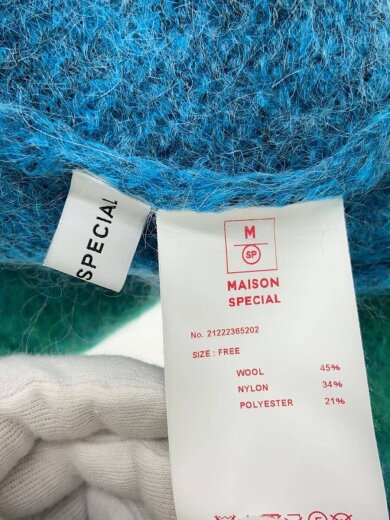 SPECIAL
M
SP
MAISON
SPECIAL
No. 21222365202
SIZE : FREE
WOOL 45%
NYLON 34%
POLYESTER 21%